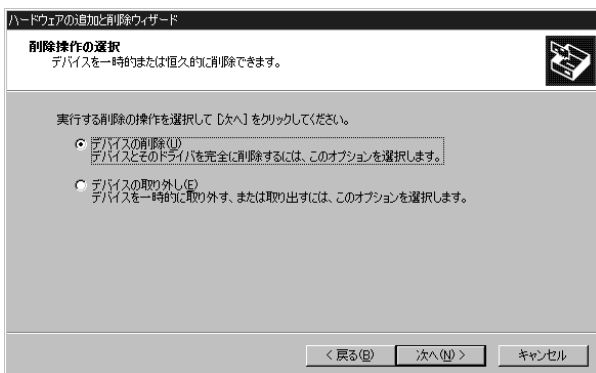 ハードウェアの追加と削除ウィザード
削除操作の選択
デバイスを一時的または恒久的に削除できます。
実行する削除の操作を選択して [次へ] をクリックしてください。
デバイスの削除(U)
デバイスとそのドライバを完全に削除するには、このオプションを選択します。
デバイスの取り外し(E)
デバイスを一時的に取り外す、または取り出すには、このオプションを選択します。
< 戻る(B) 次へ(N) > キャンセル